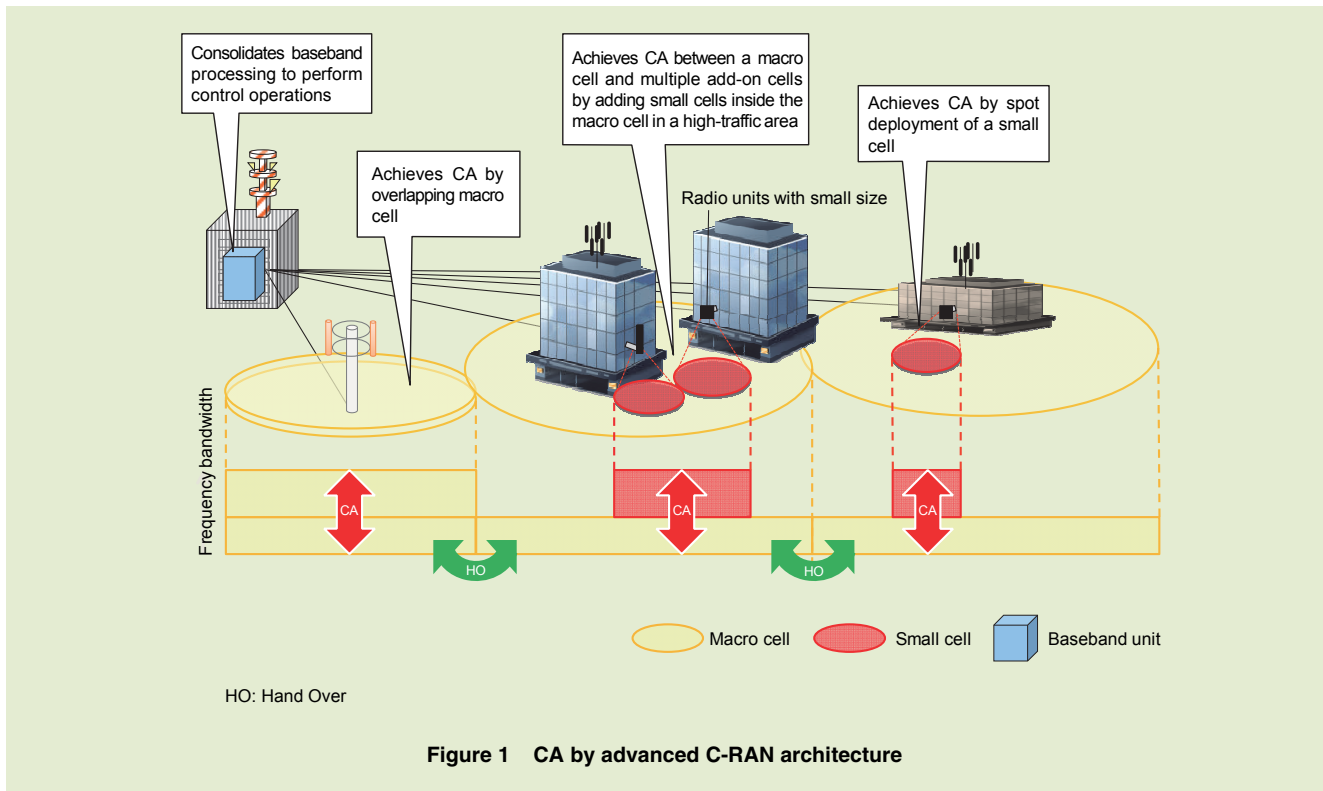 Consolidates baseband
processing to perform
control operations
Achieves CA by
overlapping macro
cell
Achieves CA between a macro
cell and multiple add-on cells
by adding small cells inside the
macro cell in a high-traffic area
Achieves CA by spot
deployment of a small
cell
Radio units with small size
Frequency bandwidth
CA
CA
CA
HO
HO
Macro cell
Small cell
Baseband unit
HO: Hand Over
Figure 1 CA by advanced C-RAN architecture